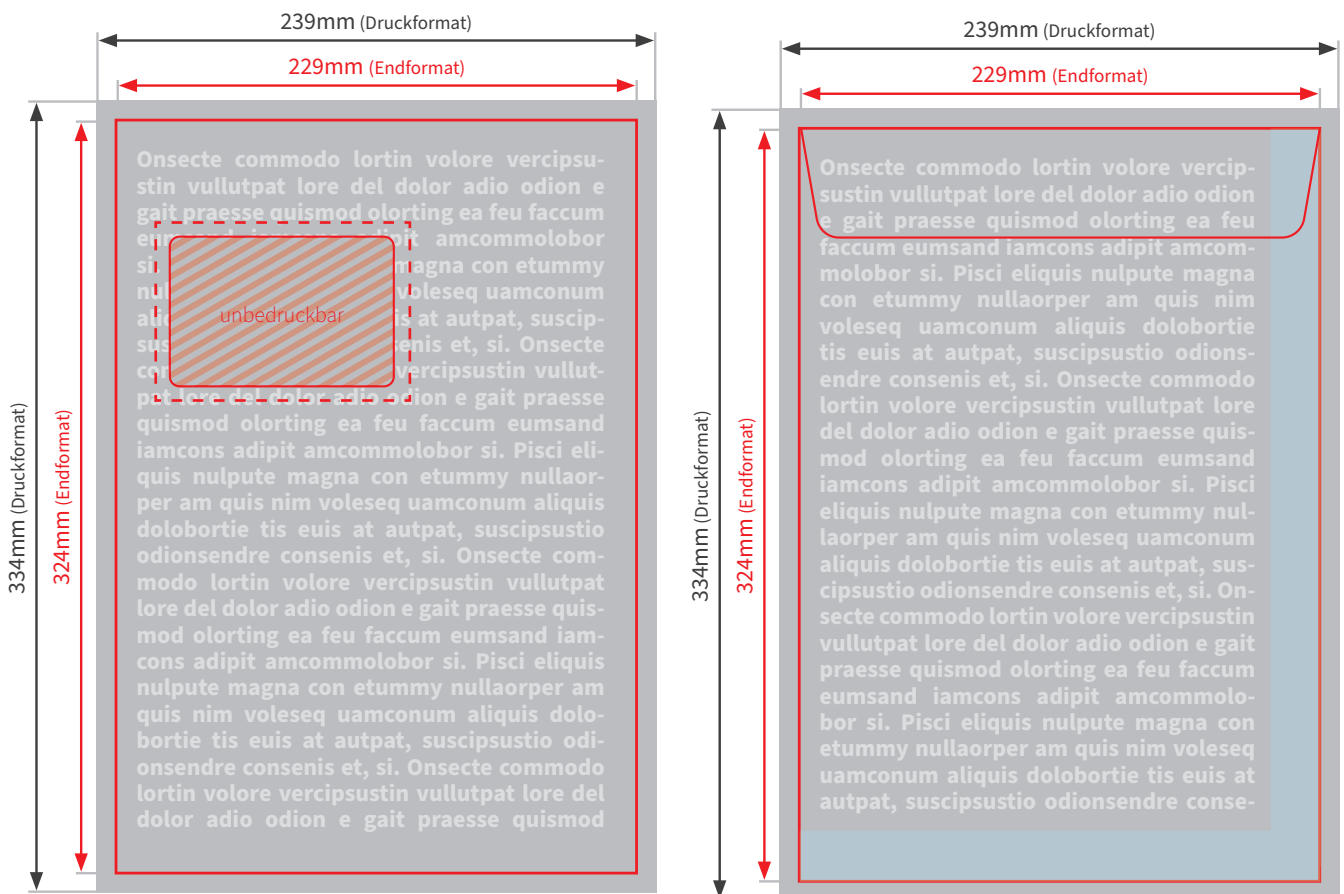 239mm (Druckformat)
229mm (Endformat)
334mm (Druckformat)
324mm (Endformat)
Onsecte commodo lortin volore vercipsu-
stin vullutpat lore del dolor adio odion e
gait praesse quismod olorting ea feu faccum
adipit amcommolobor
si. magna con etummy
voleseq uamconum
at autpat, suscip-
et, si. Onsecte
vercipsustin vullut-
pat lore del dolor adio odion e gait praesse
quismod olorting ea feu faccum eumsand
iamcons adipit amcommolobor si. Pisci eli-
quis nulpute magna con etummy nullaor-
per am quis nim voleseq uamconum aliquis
dolobortie tis euis at autpat, suscipsustio
odionsendre consenis et, si. Onsecte com-
modo lortin volore vercipsustin vullutpat
lore del dolor adio odion e gait praesse quis-
mod olorting ea feu faccum eumsand iam-
cons adipit amcommolobor si. Pisci eliquis
nulpute magna con etummy nullaorper am
quis nim voleseq uamconum aliquis dolo-
bortie tis euis at autpat, suscipsustio odi-
onsendre consenis et, si. Onsecte commodo
lortin volore vercipsustin vullutpat lore del
dolor adio odion e gait praesse quismod
unbedruckbar
239mm (Druckformat)
229mm (Endformat)
334mm (Druckformat)
324mm (Endformat)
Onsecte commodo lortin volore vercip-
sustin vullutpat lore del dolor adio odion
e gait praesse quismod olorting ea feu
faccum eumsand iamcons adipit amcom-
molobor si. Pisci eliquis nulpute magna
con etummy nullaorper am quis nim
voleseq uamconum aliquis dolobortie
tis euis at autpat, suscipsustio odions-
endre consenis et, si. Onsecte commodo
lortin volore vercipsustin vullutpat lore
del dolor adio odion e gait praesse quis-
mod olorting ea feu faccum eumsand
iamcons adipit amcommolobor si. Pisci
eliquis nulpute magna con etummy nul-
laorper am quis nim voleseq uamconum
aliquis dolobortie tis euis at autpat, sus-
cipsustio odionsendre consenis et, si. On-
secte commodo lortin volore vercipsustin
vullutpat lore del dolor adio odion e gait
praesse quismod olorting ea feu faccum
eumsand iamcons adipit amcommolo-
bor si. Pisci eliquis nulpute magna con
etummy nullaorper am quis nim voleseq
uamconum aliquis dolobortie tis euis at
autpat, suscipsustio odionsendre conse-